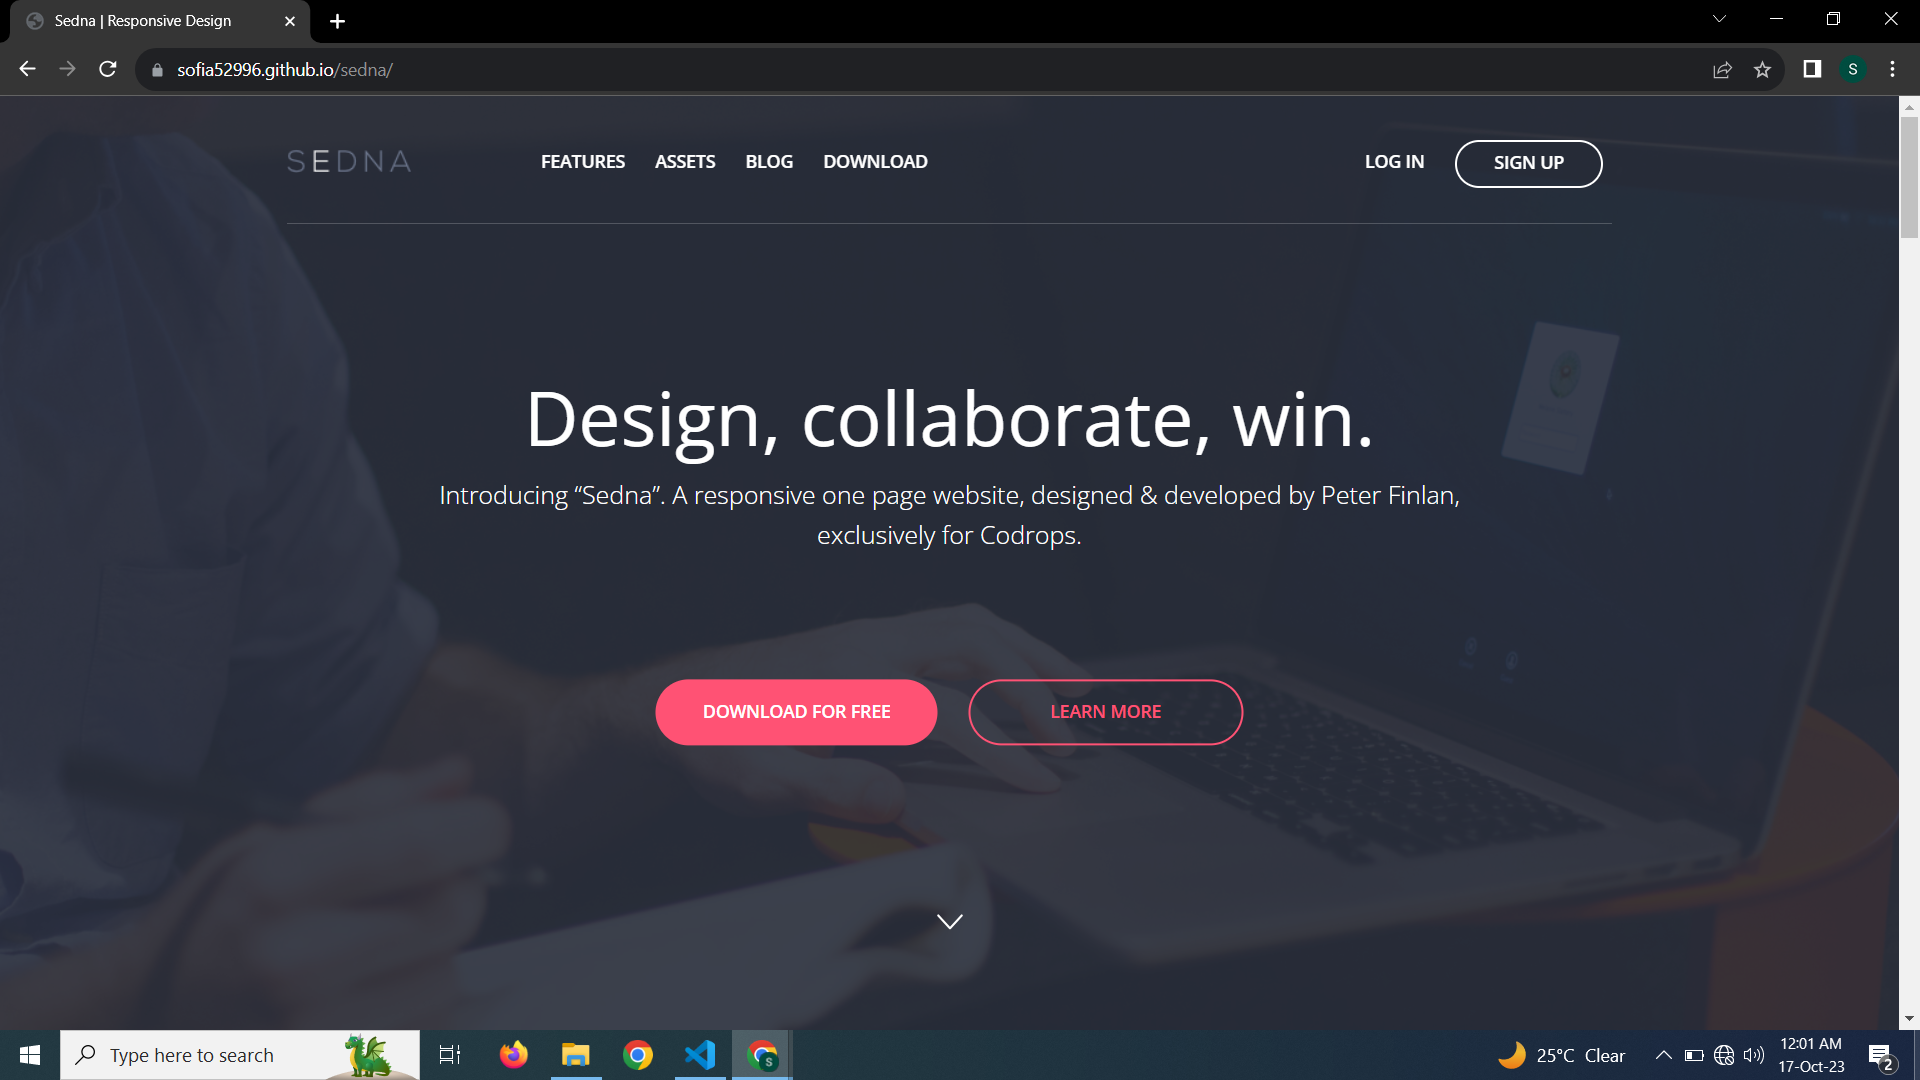 Sedna | Responsive Design
sofia52996.github.io/sedna/
S
SEDNA
FEATURES ASSETS BLOG DOWNLOAD
LOG IN
SIGN UP
Design, collaborate, win.
Introducing “Sedna”. A responsive one page website, designed & developed by Peter Finlan,
exclusively for Codrops.
DOWNLOAD FOR FREE
LEARN MORE
Type here to search
S
25°C Clear
12:01 AM
17-Oct-23
2